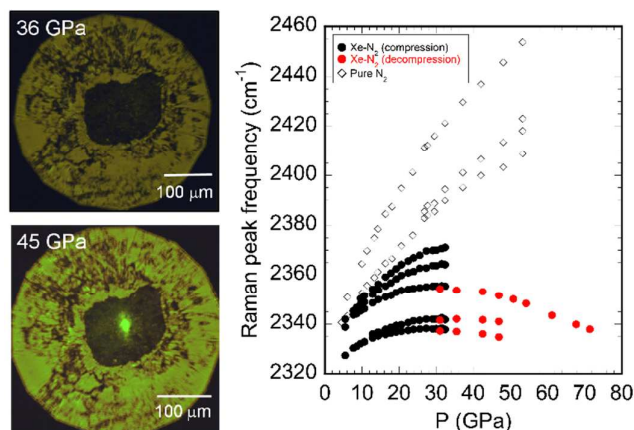 36 GPa
100 μm
45 GPa
100 μm
Xe-N2 (compression)
Xe-N2 (decompression)
Pure N2
Raman peak frequency (cm-1)
2460
2440
2420
2400
2380
2360
2340
2320
0 10 20 30 40 50 60 70 80
P (GPa)